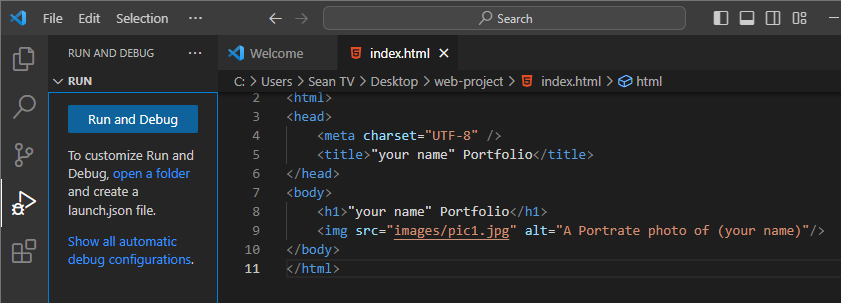 File Edit Selection ... Search
RUN AND DEBUG ...
Welcome index.html
C: > Users > Sean TV > Desktop > web-project > index.html > html
RUN
Run and Debug
To customize Run and
Debug, open a folder
and create a
launch.json file.
Show all automatic
debug configurations.
2 <html>
3 <head>
4 <meta charset="UTF-8" />
5 <title>"your name" Portfolio</title>
6 </head>
7 <body>
8 <h1>"your name" Portfolio</h1>
9 <img src="images/pic1.jpg" alt="A Portrate photo of (your name)"/>
10 </body>
11 </html>